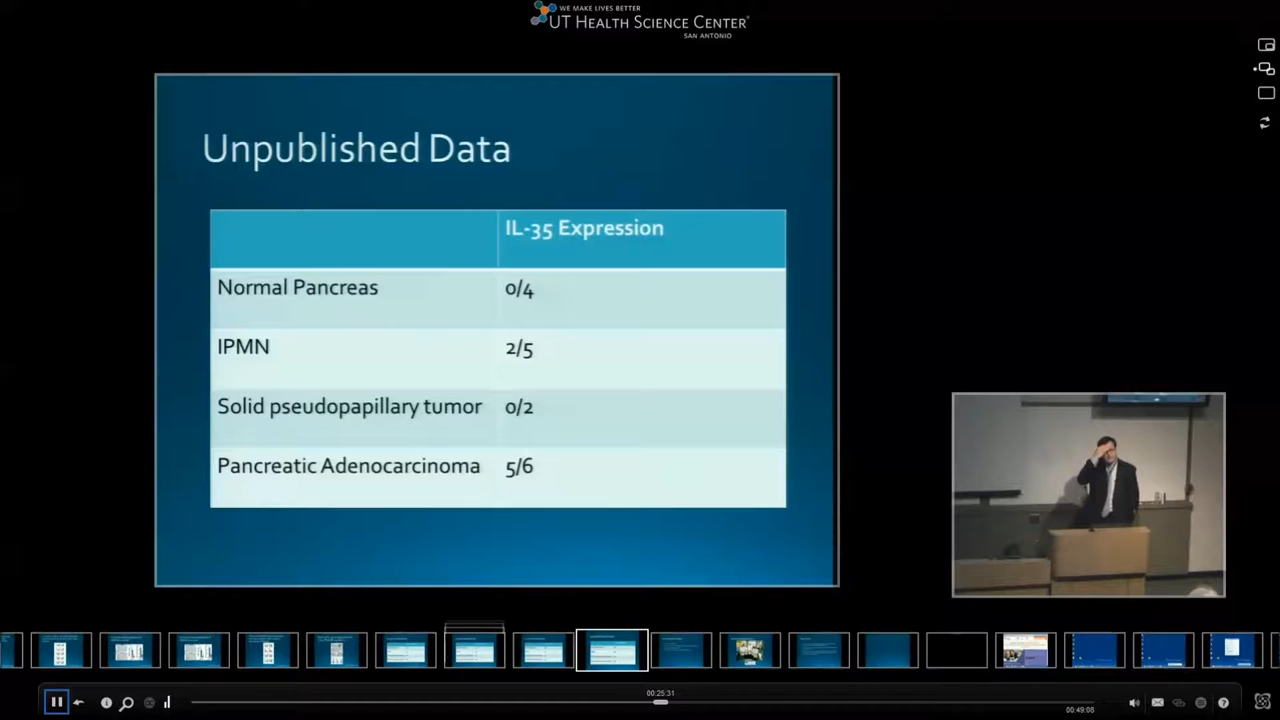 WE MAKE LIVES BETTER
UT HEALTH SCIENCE CENTER®
SAN ANTONIO
Unpublished Data
IL-35 Expression
Normal Pancreas 0/4
IPMN 2/5
Solid pseudopapillary tumor 0/2
Pancreatic Adenocarcinoma 5/6
00:25:31
00:49:08